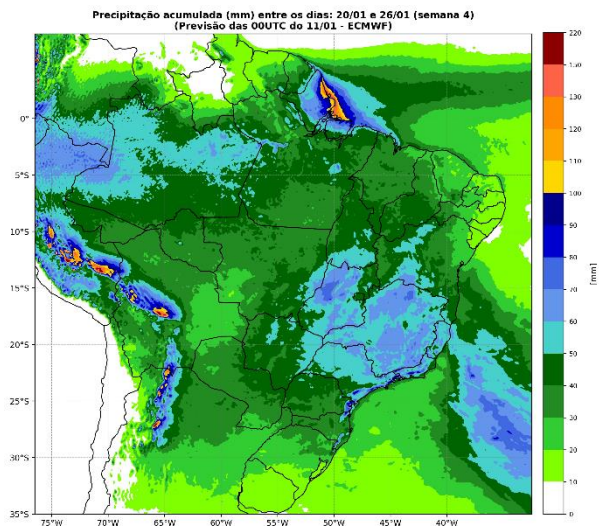 Precipitação acumulada (mm) entre os dias: 20/01 e 26/01 (semana 4)
(Previsão das 00UTC do 11/01 - ECMWF)
220
150
130
120
110
100
90
80
70
60
50
40
30
20
10
0
[mm]
0°
5°S
10°S
15°S
20°S
25°S
30°S
35°S
75°W
70°W
65°W
60°W
55°W
50°W
45°W
40°W